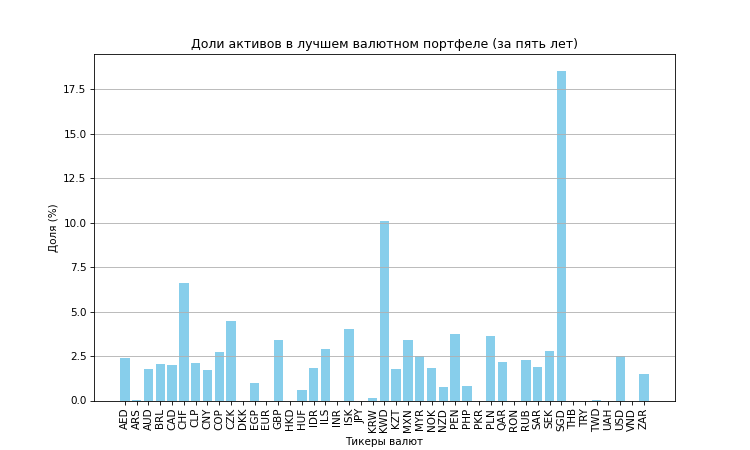 Доли активов в лучшем валютном портфеле (за пять лет)
Доля (%)
17.5
15.0
12.5
10.0
7.5
5.0
2.5
0.0
AED ARS AUD BRL CAD CHF CLP CNY COP CZK DKK EGP EUR GBP HKD HUF IDR ILS INR ISK JPY KRW KWD KZT MXN MYR NOK NZD PEN PHP PKR PLN QAR RON RUB SAR SEK SGD THB TRY TWD UAH USD VND ZAR
Тикеры валют